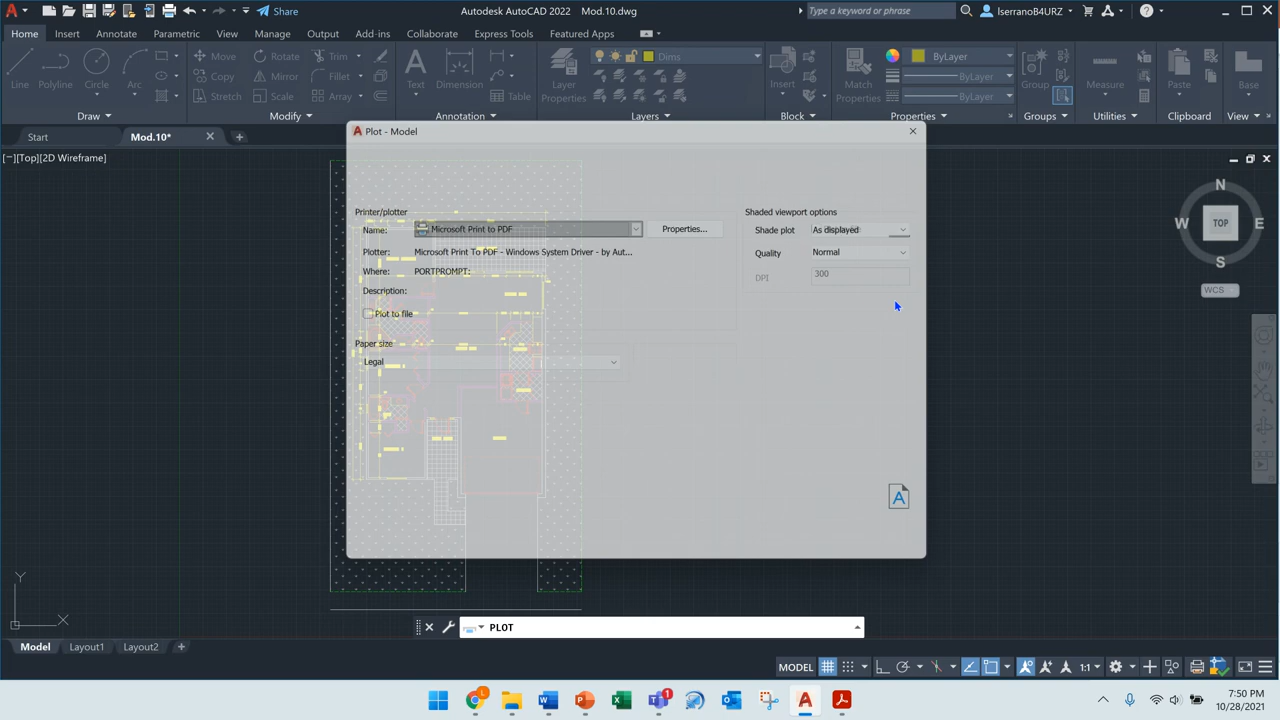 Share
Autodesk AutoCAD 2022 Mod.10.dwg
Type a keyword or phrase
lserranoB4URZ
Home Insert Annotate Parametric View Manage Output Add-ins Collaborate Express Tools Featured Apps
Line Polyline Circle Arc
Move Rotate Trim
Copy Mirror Fillet
Stretch Scale Array
Text Dimension Table
Layer Properties
Dims
Insert
Match Properties
ByLayer
ByLayer
ByLayer
Group
Measure
Paste
Base
Draw Modify Annotation Layers Block Properties Groups Utilities Clipboard View
Start Mod.10*
[−][Top][2D Wireframe]
Plot - Model
Printer/plotter
Name: Microsoft Print to PDF Properties...
Plotter: Microsoft Print To PDF - Windows System Driver - by Aut...
Where: PORTPROMPT:
Description:
Plot to file
Paper size
Legal
Shaded viewport options
Shade plot As displayed
Quality Normal
DPI 300
N
W TOP E
S
WCS
Y
X
PLOT
Model Layout1 Layout2
MODEL 1:1
7:50 PM
10/28/2021